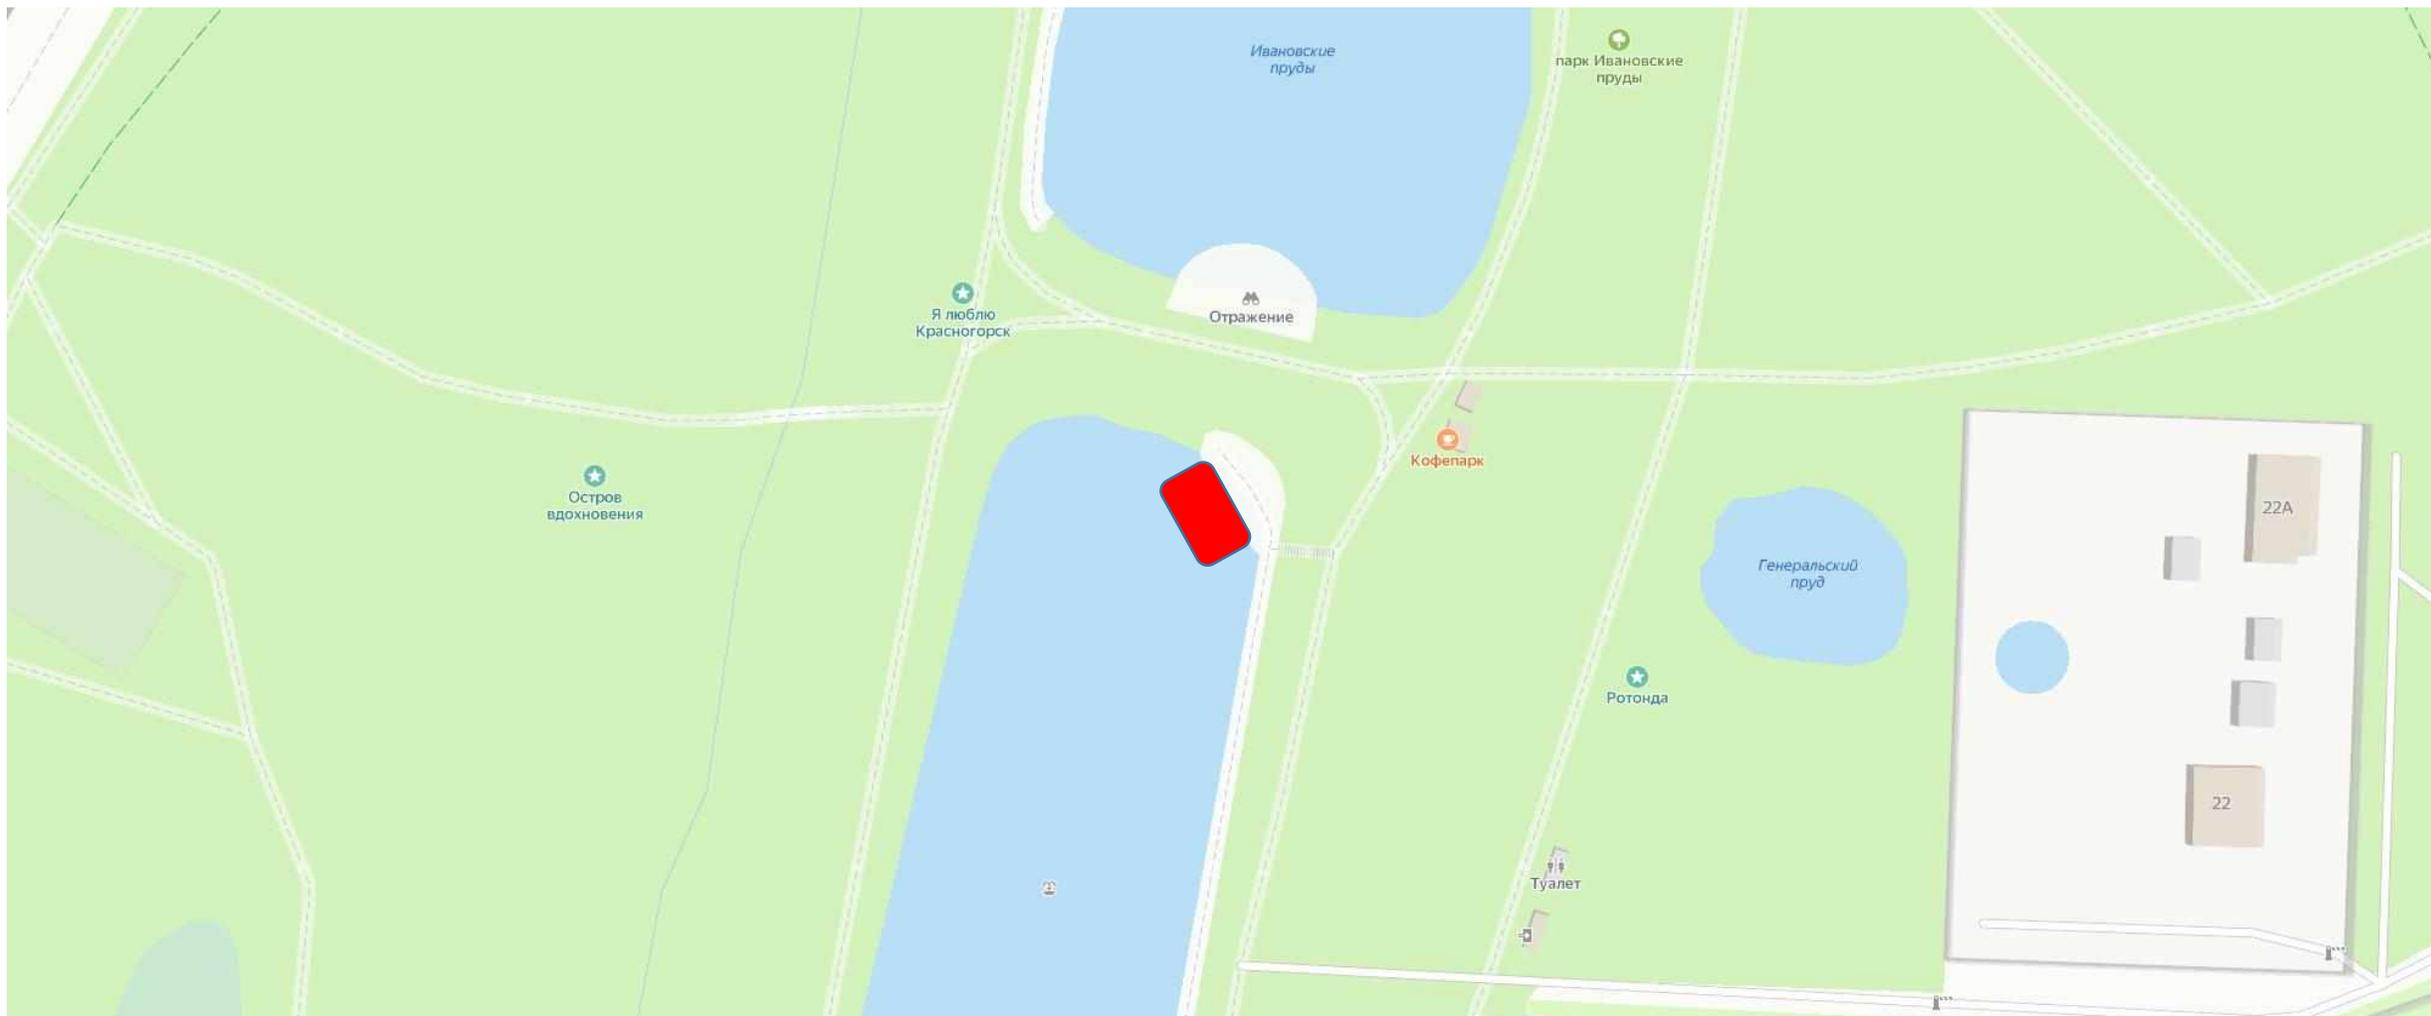 Ивановские
пруды
парк Ивановские
пруды
Я люблю
Красногорск
Отражение
Кофепарк
Остров
вдохновения
22А
Генеральский
пруд
Ротонда
22
Туалет